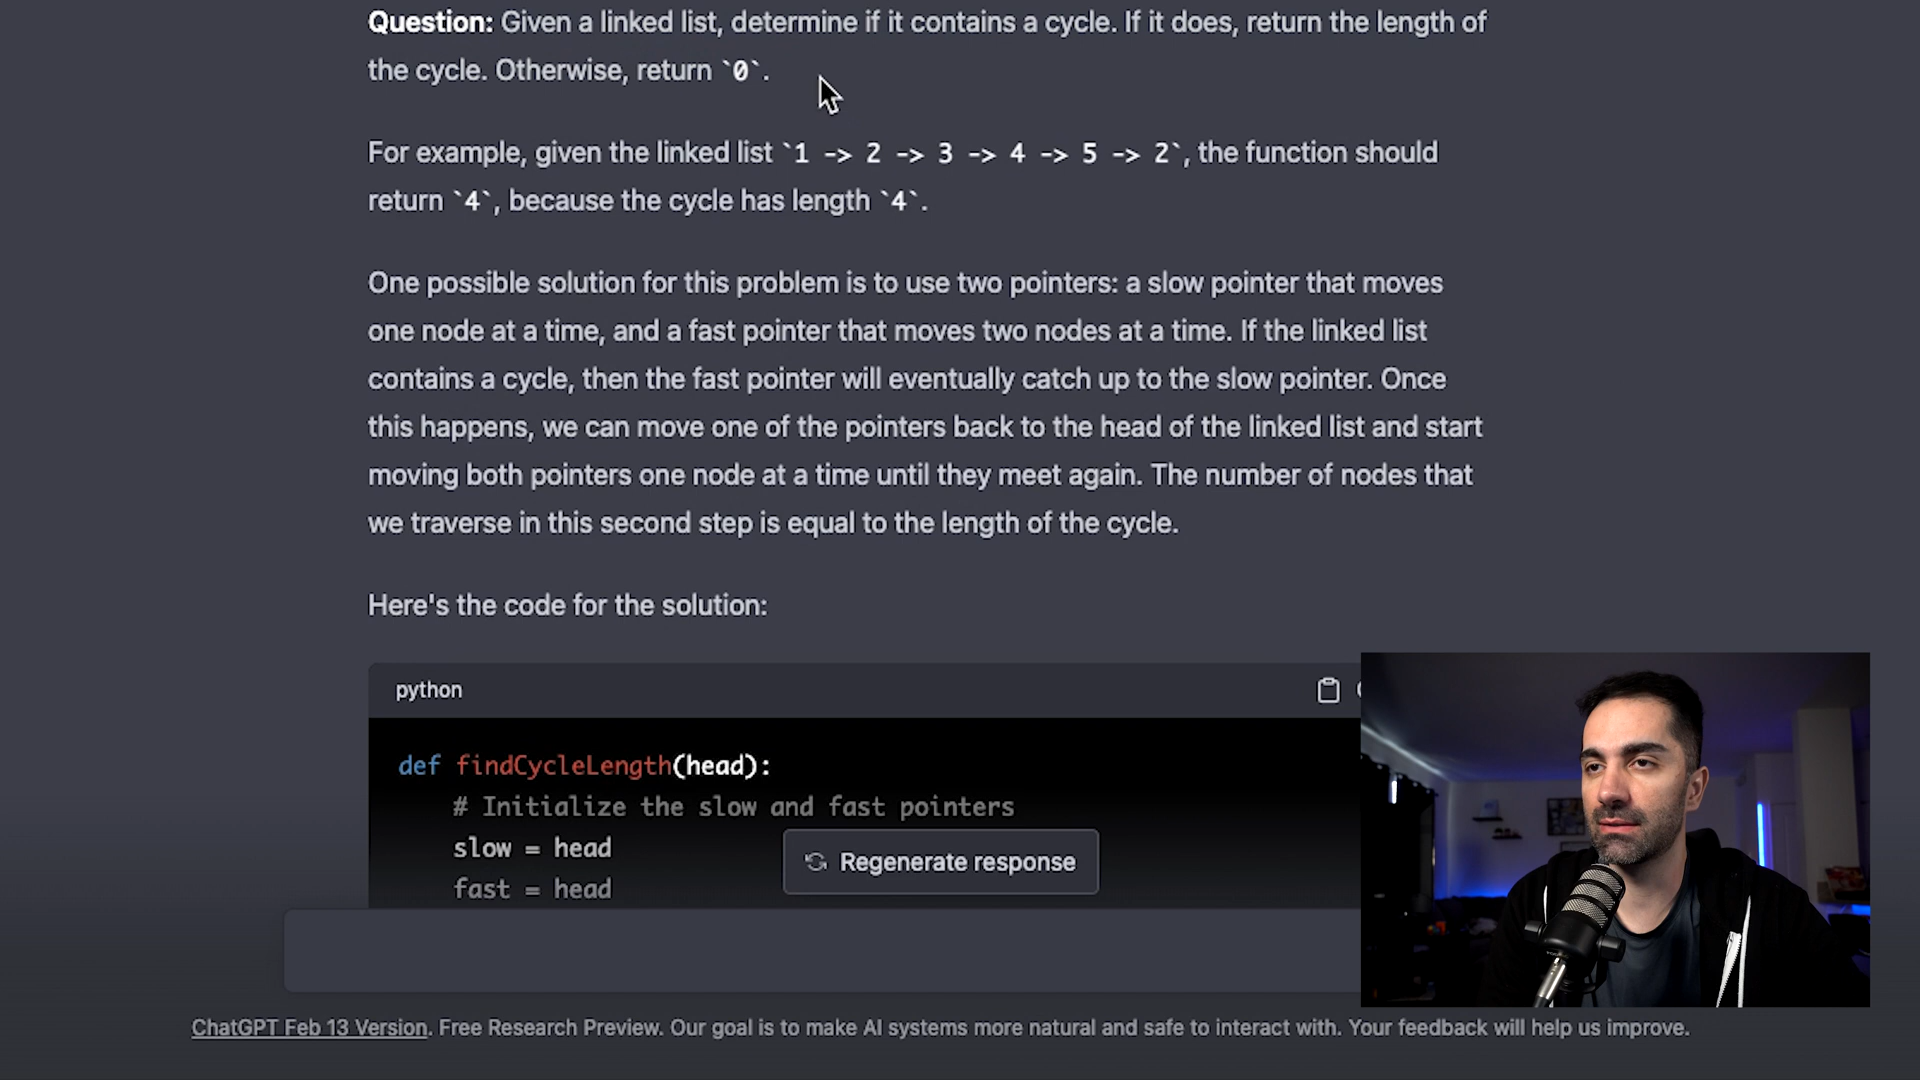 Question: Given a linked list, determine if it contains a cycle. If it does, return the length of
the cycle. Otherwise, return `0`.
For example, given the linked list `1 -> 2 -> 3 -> 4 -> 5 -> 2`, the function should
return `4`, because the cycle has length `4`.
One possible solution for this problem is to use two pointers: a slow pointer that moves
one node at a time, and a fast pointer that moves two nodes at a time. If the linked list
contains a cycle, then the fast pointer will eventually catch up to the slow pointer. Once
this happens, we can move one of the pointers back to the head of the linked list and start
moving both pointers one node at a time until they meet again. The number of nodes that
we traverse in this second step is equal to the length of the cycle.
Here's the code for the solution:
python
def findCycleLength(head):
# Initialize the slow and fast pointers
slow = head
fast = head
Regenerate response
ChatGPT Feb 13 Version. Free Research Preview. Our goal is to make AI systems more natural and safe to interact with. Your feedback will help us improve.